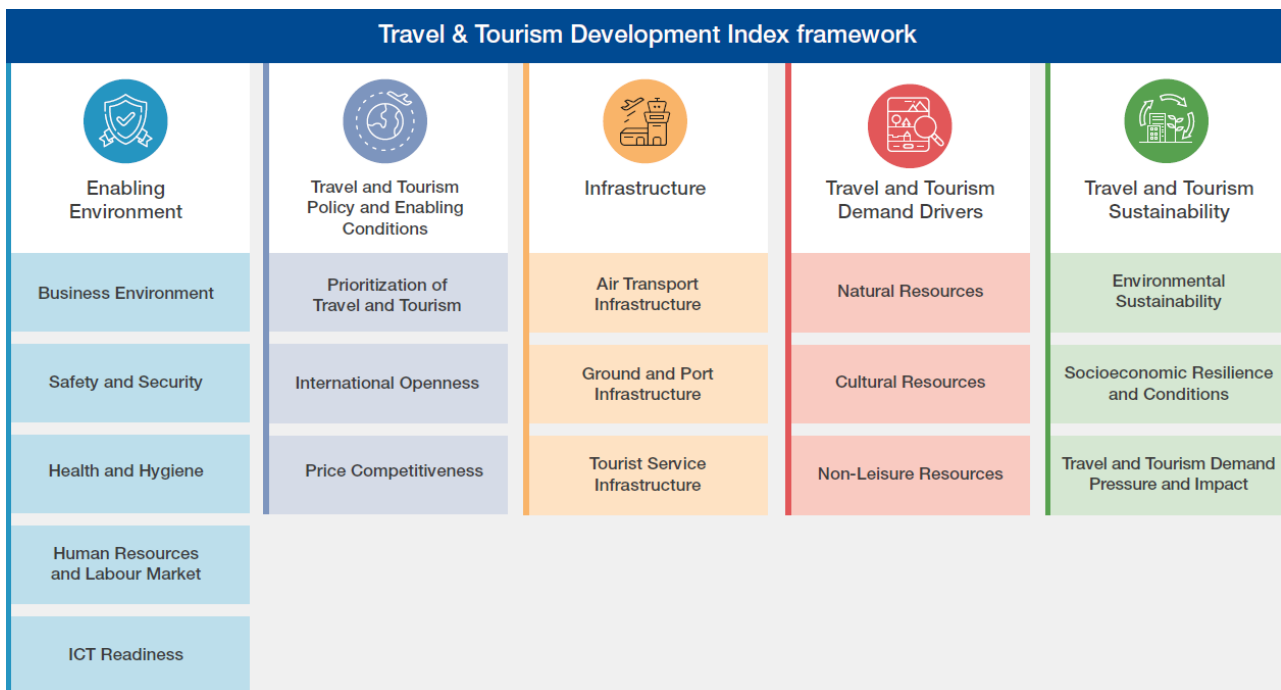 Travel & Tourism Development Index framework
Enabling
Environment
Business Environment
Safety and Security
Health and Hygiene
Human Resources
and Labour Market
ICT Readiness
Travel and Tourism
Policy and Enabling
Conditions
Prioritization of
Travel and Tourism
International Openness
Price Competitiveness
Infrastructure
Air Transport
Infrastructure
Ground and Port
Infrastructure
Tourist Service
Infrastructure
Travel and Tourism
Demand Drivers
Natural Resources
Cultural Resources
Non-Leisure Resources
Travel and Tourism
Sustainability
Environmental
Sustainability
Socioeconomic Resilience
and Conditions
Travel and Tourism Demand
Pressure and Impact